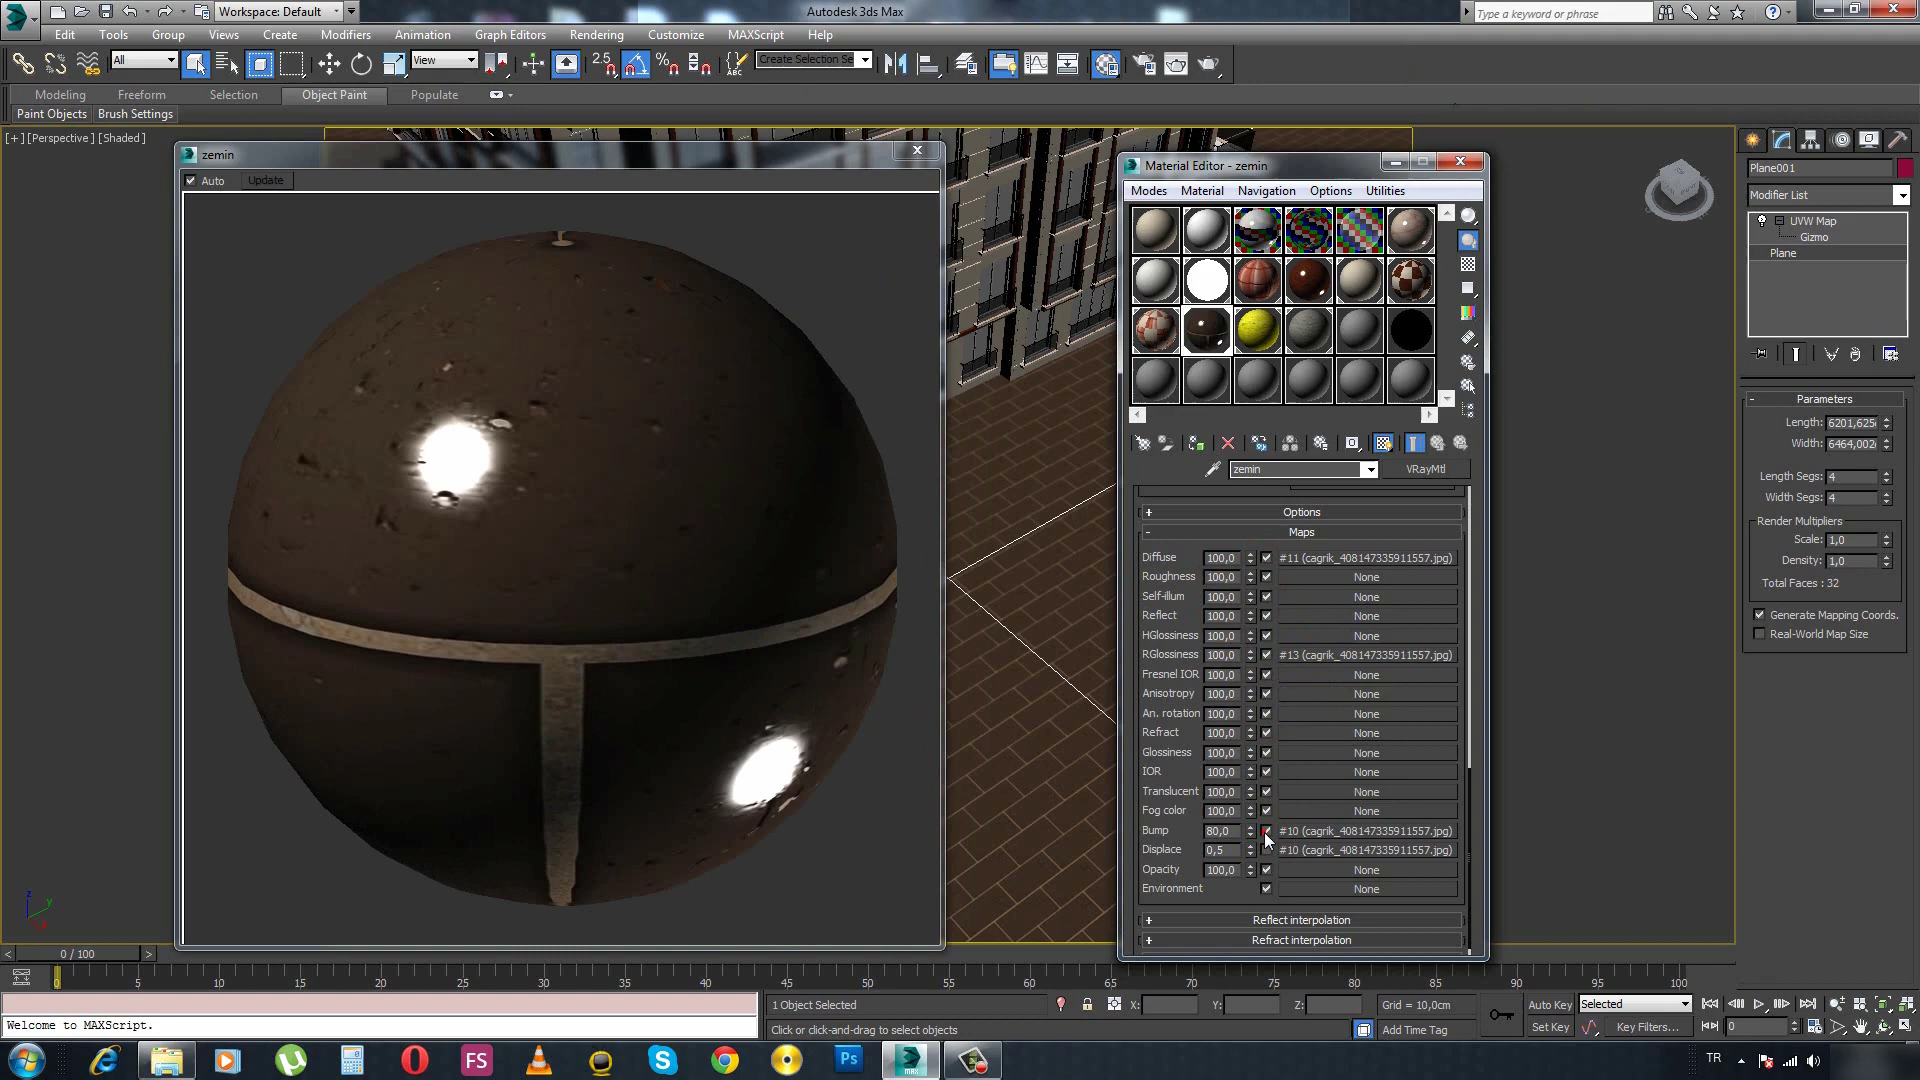 Workspace: Default
Autodesk 3ds Max
Type a keyword or phrase
Edit Tools Group Views Create Modifiers Animation Graph Editors Rendering Customize MAXScript Help
All View 2.5 Create Selection Se
Modeling Freeform Selection Object Paint Populate
Paint Objects Brush Settings
[+] [Perspective] [Shaded]
zemin
Auto Update
Material Editor - zemin
Modes Material Navigation Options Utilities
zemin VRayMtl
+ Options
- Maps
Diffuse 100,0 #11 (cagrik_408147335911557.jpg)
Roughness 100,0 None
Self-illum 100,0 None
Reflect 100,0 None
HGlossiness 100,0 None
RGlossiness 100,0 #13 (cagrik_408147335911557.jpg)
Fresnel IOR 100,0 None
Anisotropy 100,0 None
An. rotation 100,0 None
Refract 100,0 None
Glossiness 100,0 None
IOR 100,0 None
Translucent 100,0 None
Fog color 100,0 None
Bump 80,0 #10 (cagrik_408147335911557.jpg)
Displace 0,5 #10 (cagrik_408147335911557.jpg)
Opacity 100,0 None
Environment None
+ Reflect interpolation
+ Refract interpolation
Plane001
Modifier List
UVW Map
Gizmo
Plane
- Parameters
Length: 6201,625
Width: 6464,002
Length Segs: 4
Width Segs: 4
Render Multipliers
Scale: 1,0
Density: 1,0
Total Faces : 32
Generate Mapping Coords.
Real-World Map Size
z y x
< 0 / 100 >
0 5 10 15 20 25 30 35 40 45 50 55 60 65 70 75 80 85 90 95 100
1 Object Selected
X: Y: Z: Grid = 10,0cm
Auto Key Selected
Welcome to MAXScript.
Click or click-and-drag to select objects
Add Time Tag
Set Key Key Filters... 0
FS Ps MAX TR